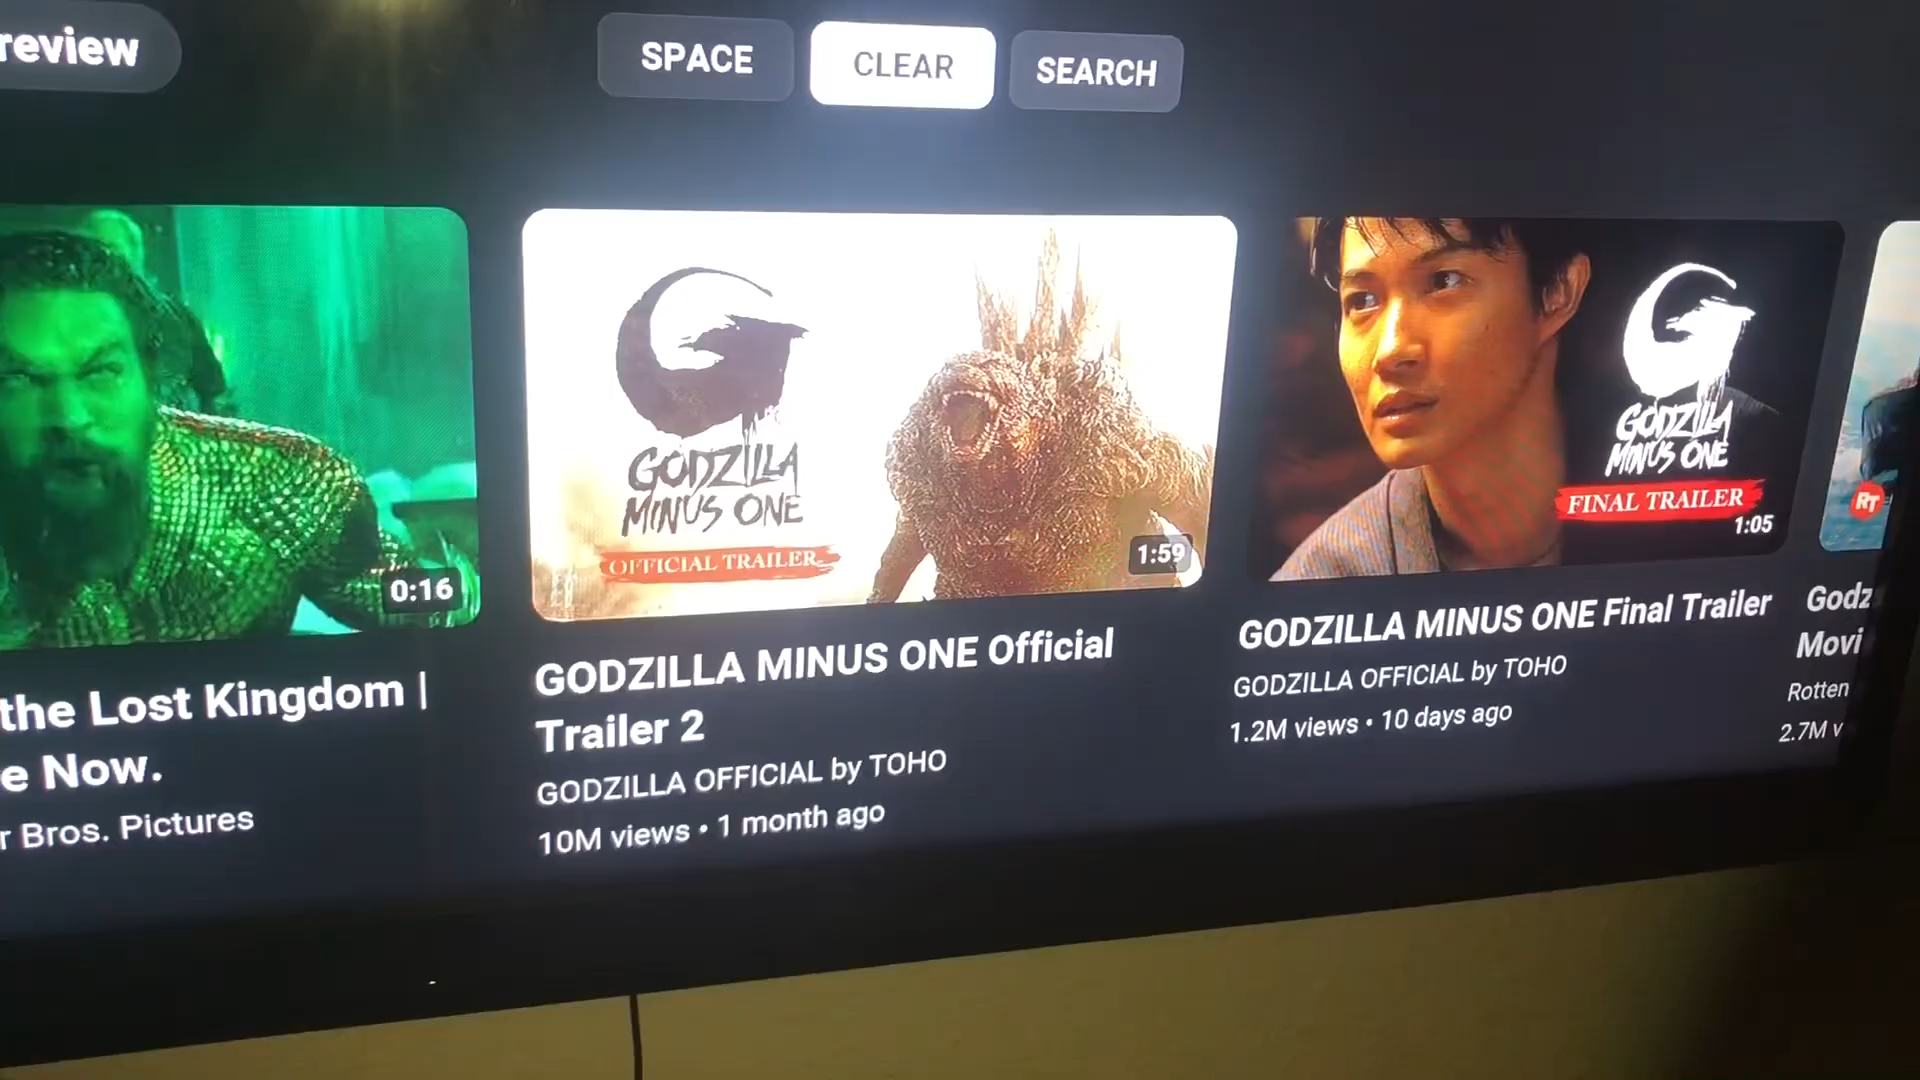 review
SPACE
CLEAR
SEARCH
0:16
GODZILLA
MINUS ONE
OFFICIAL TRAILER
1:59
GODZILLA
MINUS ONE
FINAL TRAILER
1:05
RT
the Lost Kingdom |
e Now.
r Bros. Pictures
GODZILLA MINUS ONE Official
Trailer 2
GODZILLA OFFICIAL by TOHO
10M views • 1 month ago
GODZILLA MINUS ONE Final Trailer
GODZILLA OFFICIAL by TOHO
1.2M views • 10 days ago
Godz
Movi
Rotten
2.7M v